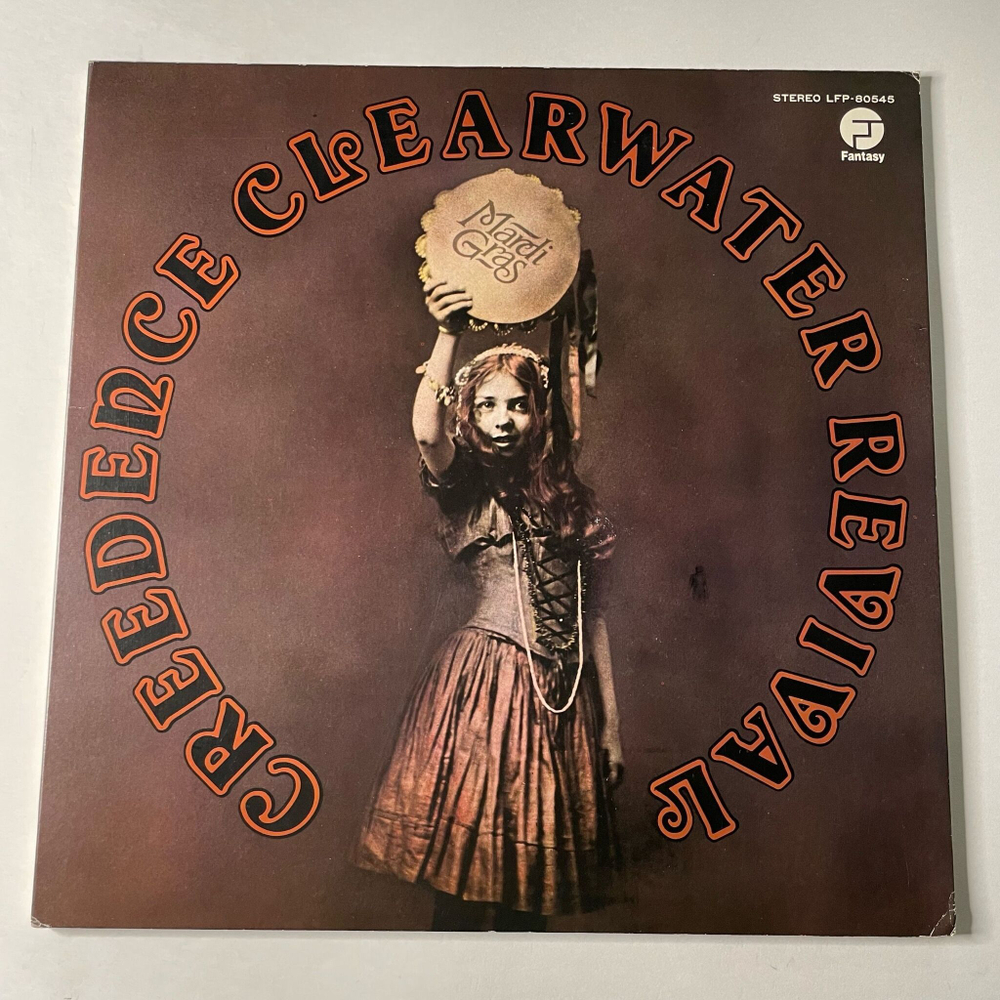 STEREO LFP-80545
Fantasy
CREEDENCE CLEARWATER REVIVAL
Mardi
Gras